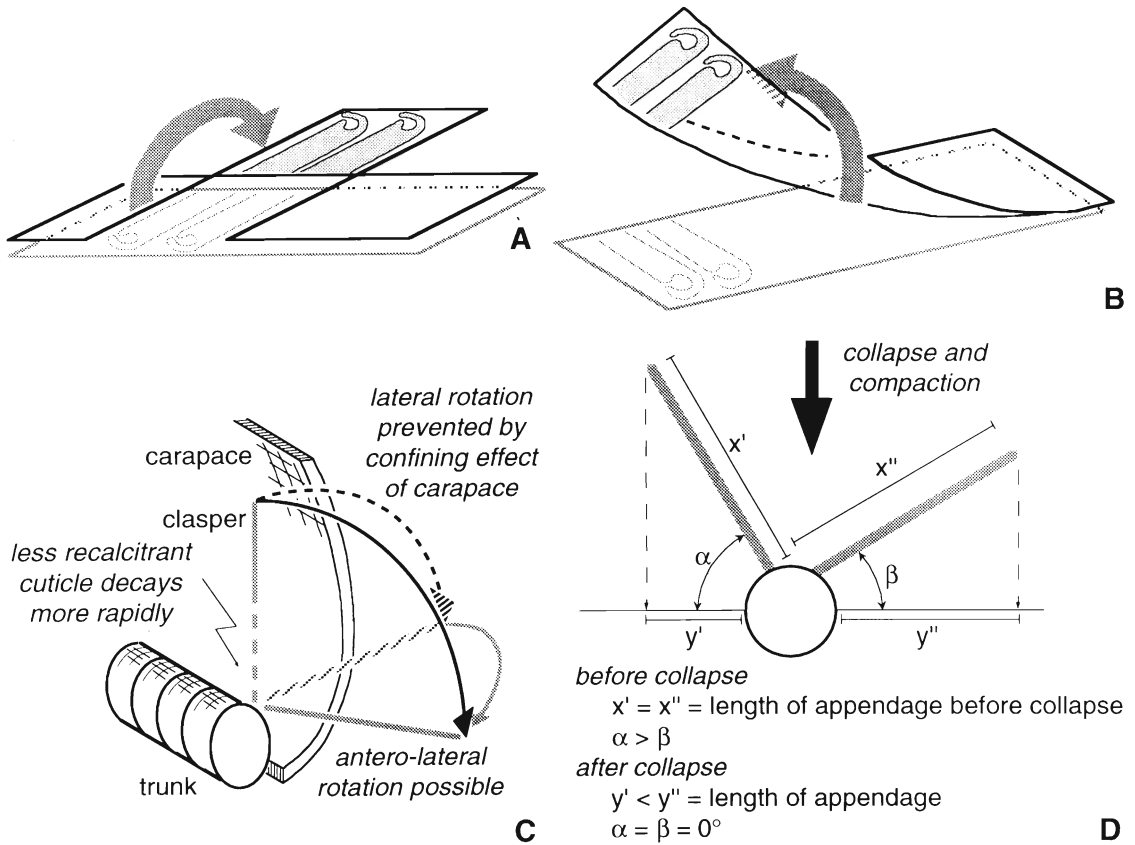 A
B
lateral rotation
prevented by
confining effect
of carapace
carapace
clasper
less recalcitrant
cuticle decays
more rapidly
trunk
antero-lateral
rotation possible
C
collapse and
compaction
x'
x"
α
β
y'
y"
before collapse
x' = x" = length of appendage before collapse
α > β
after collapse
y' < y" = length of appendage
α = β = 0°
D